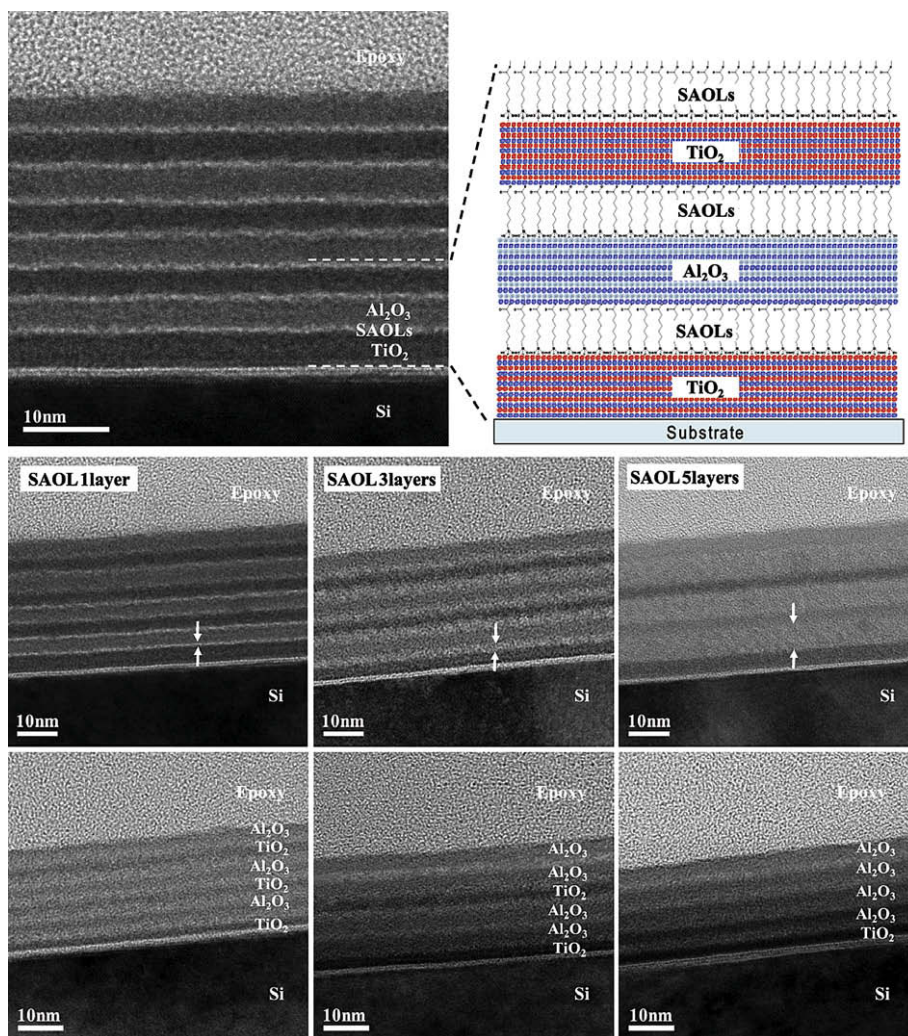 Epoxy
Al₂O₃
SAOLs
TiO₂
10nm
Si
SAOLs
TiO₂
SAOLs
Al₂O₃
SAOLs
TiO₂
Substrate
SAOL 1layer
Epoxy
Si
10nm
SAOL 3layers
Epoxy
Si
10nm
SAOL 5layers
Epoxy
Si
10nm
Epoxy
Al₂O₃
TiO₂
Al₂O₃
TiO₂
Al₂O₃
TiO₂
Si
10nm
Epoxy
Al₂O₃
Al₂O₃
TiO₂
Al₂O₃
Al₂O₃
TiO₂
Si
10nm
Epoxy
Al₂O₃
Al₂O₃
Al₂O₃
Al₂O₃
TiO₂
Si
10nm